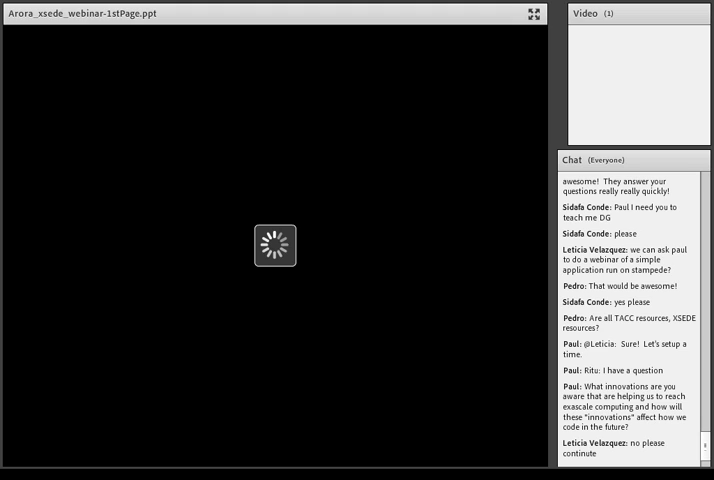 Arora_xsede_webinar-1stPage.ppt
Video (1)
Chat (Everyone)
awesome! They answer your
questions really really quickly!
Sidafa Conde: Paul I need you to
teach me DG
Sidafa Conde: please
Leticia Velazquez: we can ask paul
to do a webinar of a simple
application run on stampede?
Pedro: That would be awesome!
Sidafa Conde: yes please
Pedro: Are all TACC resources, XSEDE
resources?
Paul: @Leticia: Sure! Let's setup a
time.
Paul: Ritu: I have a question
Paul: What innovations are you
aware that are helping us to reach
exascale computing and how will
these "innovations" affect how we
code in the future?
Leticia Velazquez: no please
continute